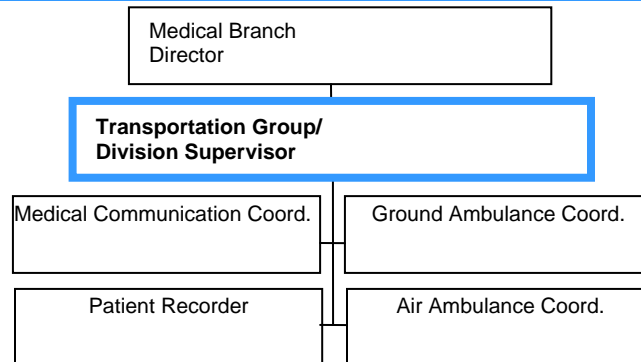 Medical Branch
Director
Transportation Group/
Division Supervisor
Medical Communication Coord.
Ground Ambulance Coord.
Patient Recorder
Air Ambulance Coord.